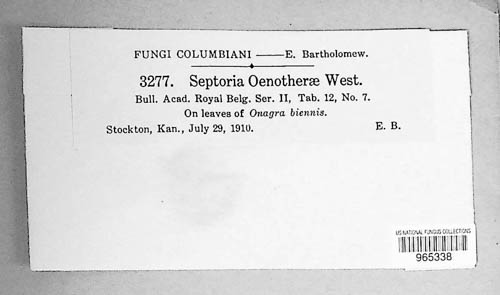 FUNGI COLUMBIANI —— E. Bartholomew.
3277. Septoria Oenotheræ West.
Bull. Acad. Royal Belg. Ser. II, Tab. 12, No. 7.
On leaves of Onagra biennis.
Stockton, Kan., July 29, 1910. E. B.
US NATIONAL FUNGUS COLLECTIONS
965338